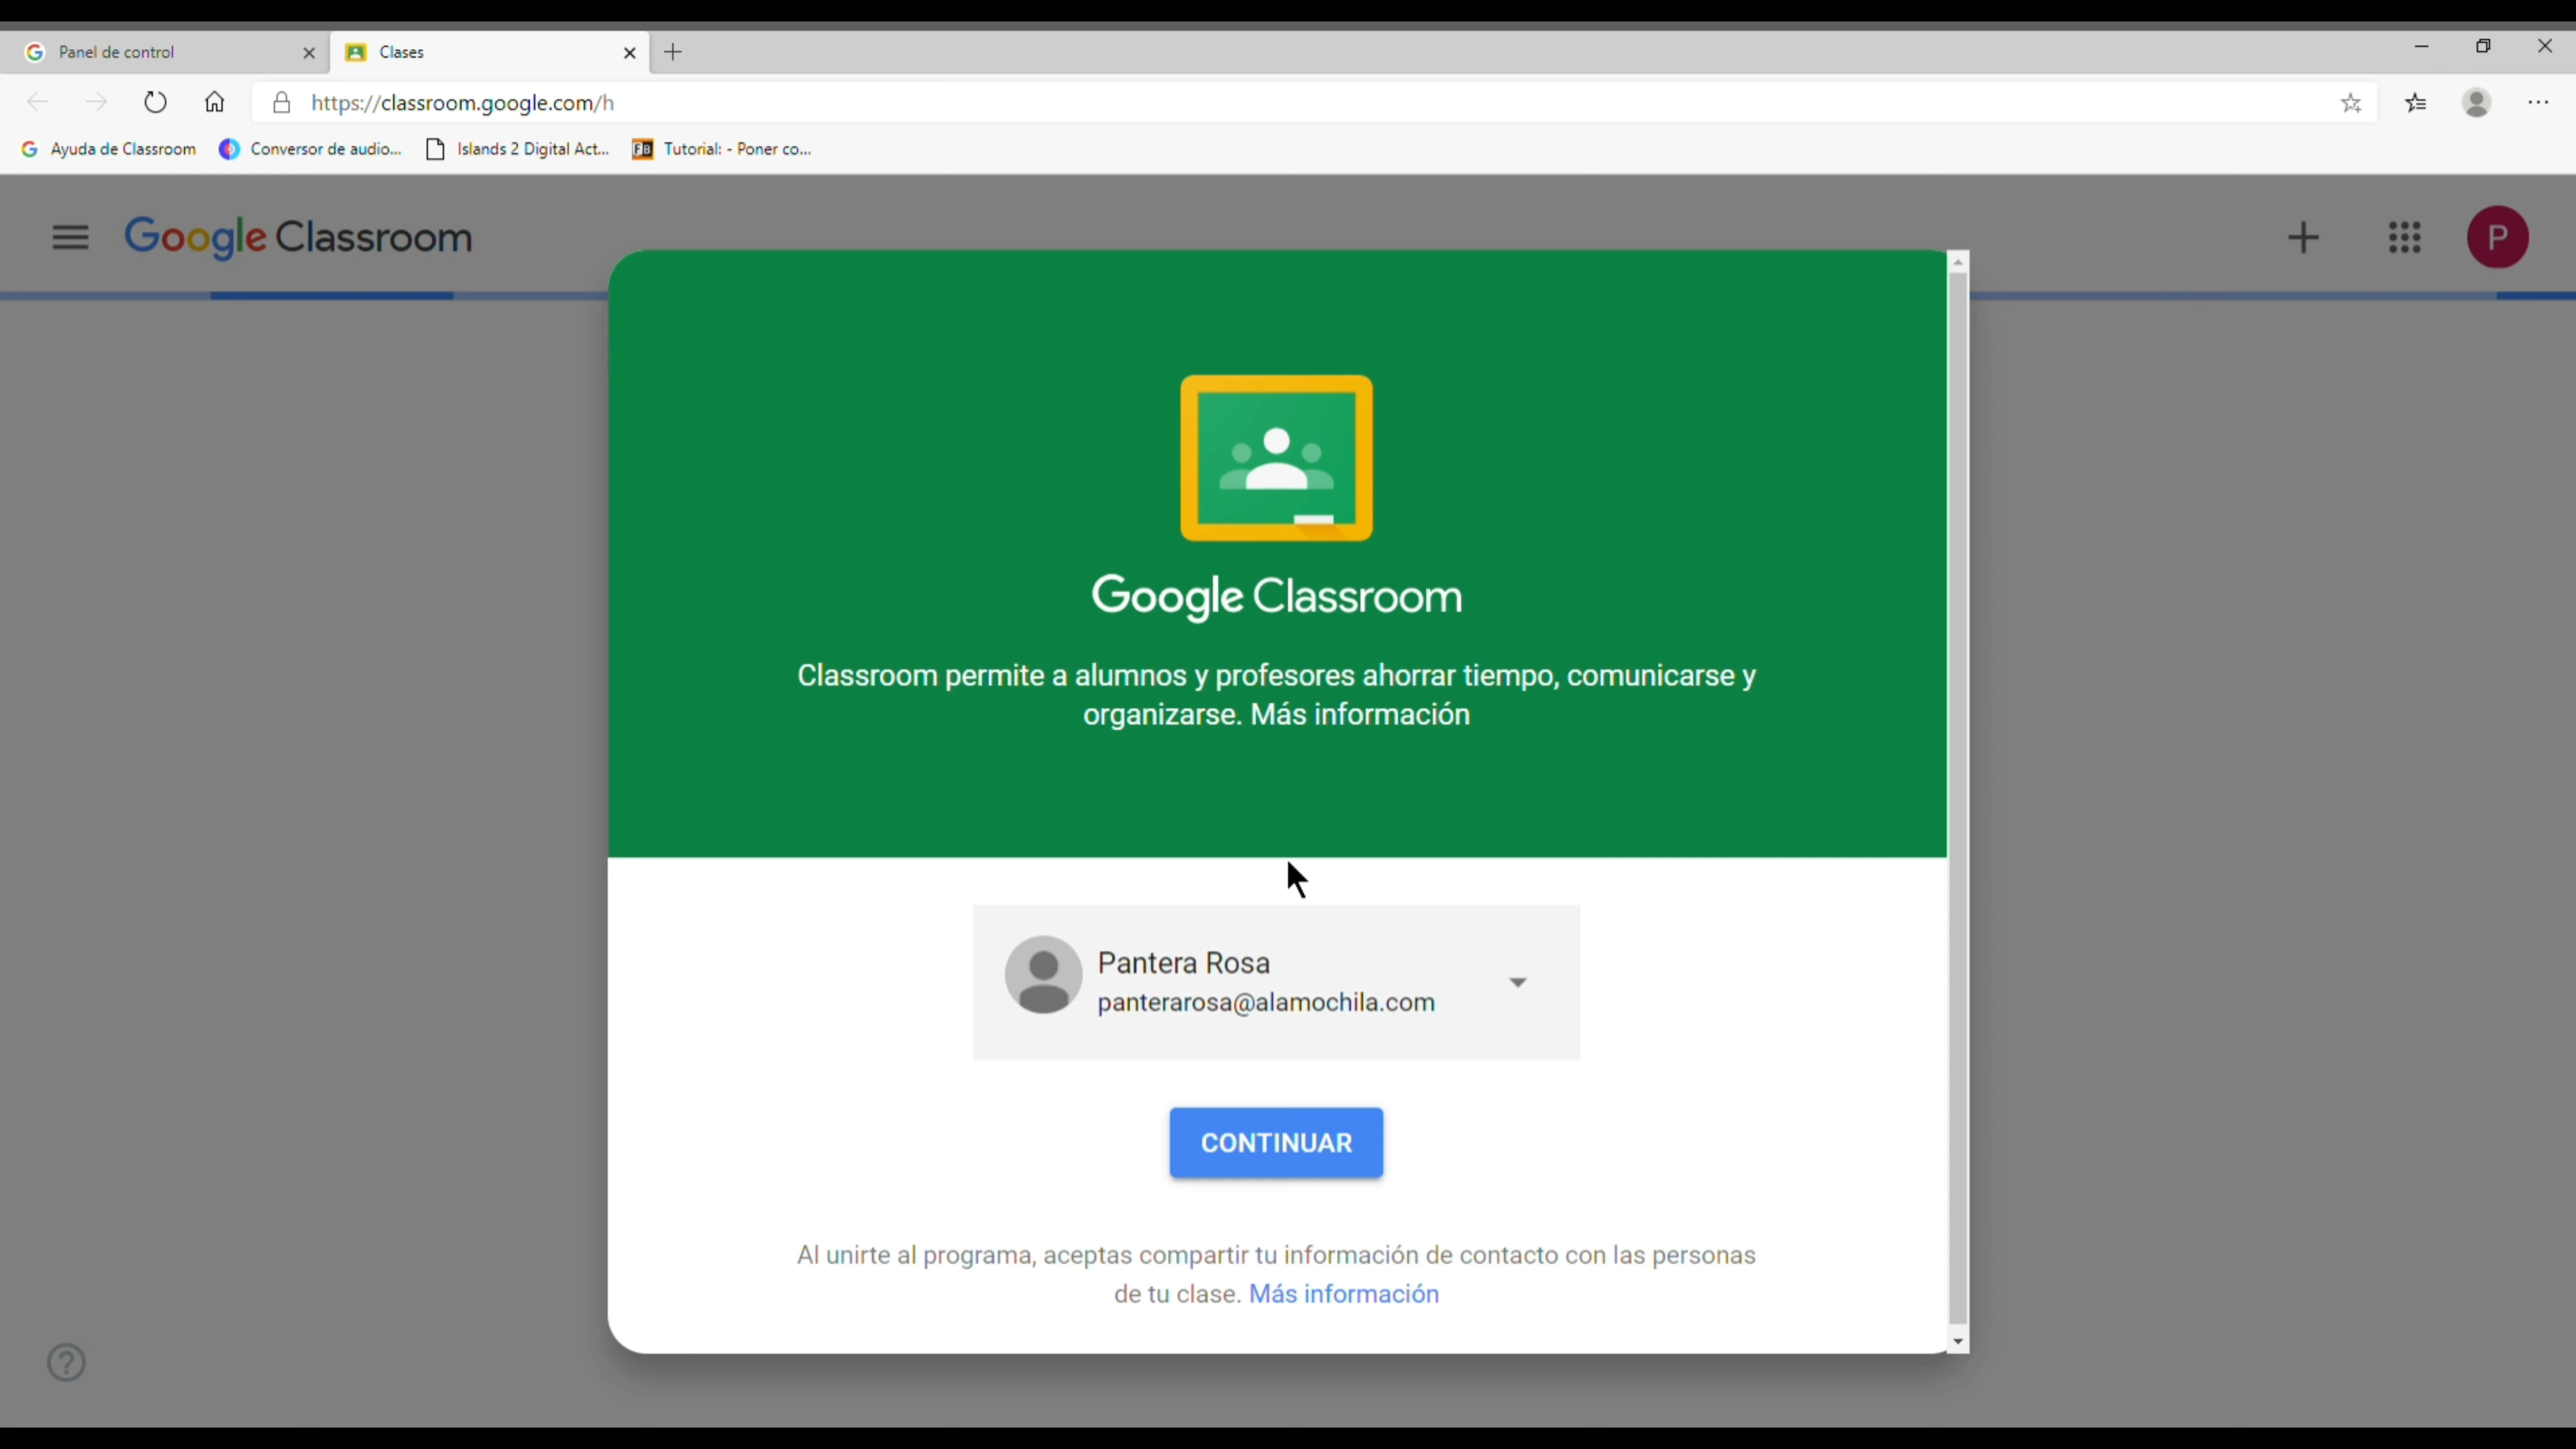 Panel de control
Clases
https://classroom.google.com/h
Ayuda de Classroom
Conversor de audio...
Islands 2 Digital Act...
FB
Tutorial: - Poner co...
Google Classroom
P
Google Classroom
Classroom permite a alumnos y profesores ahorrar tiempo, comunicarse y
organizarse. Más información
Pantera Rosa
panterarosa@alamochila.com
CONTINUAR
Al unirte al programa, aceptas compartir tu información de contacto con las personas
de tu clase. Más información
?